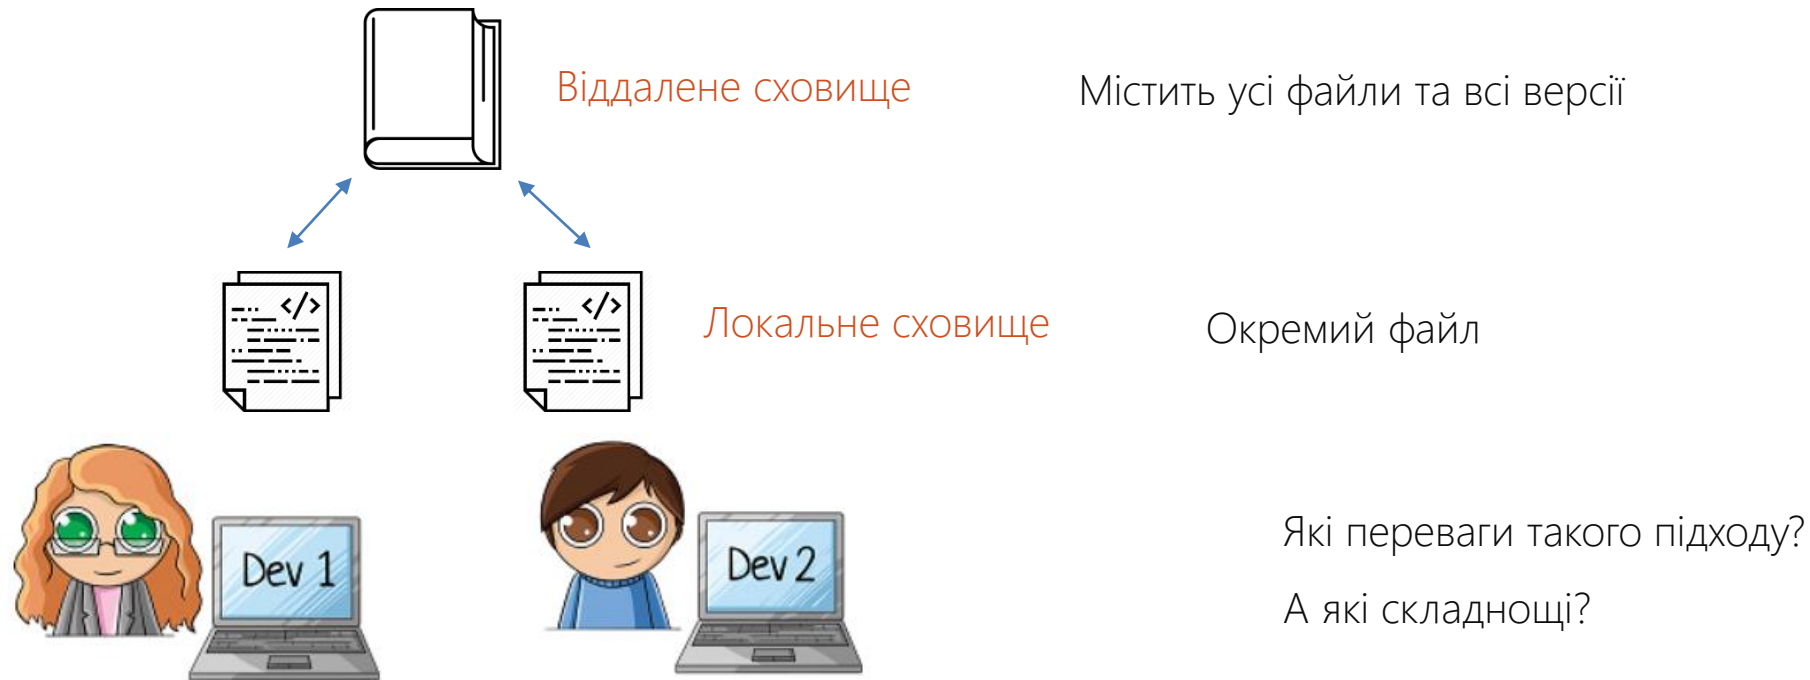 Віддалене сховище
Містить усі файли та всі версії
</>
</>
Локальне сховище
Окремий файл
Dev 1
Dev 2
Які переваги такого підходу?
А які складнощі?